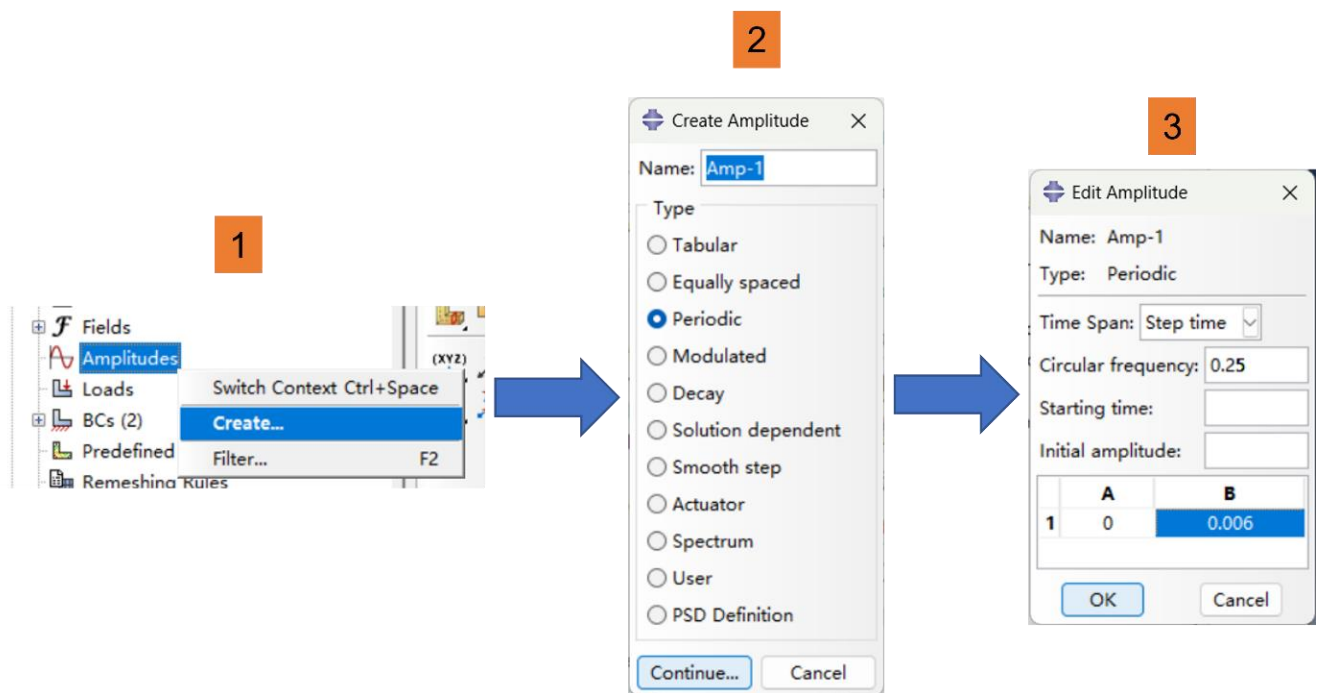 1
Fields
Amplitudes
(XYZ)
Loads
Switch Context Ctrl+Space
BCs (2)
Create...
Predefined
Filter... F2
Remeshing Rules
2
Create Amplitude
Name: Amp-1
Type
Tabular
Equally spaced
Periodic
Modulated
Decay
Solution dependent
Smooth step
Actuator
Spectrum
User
PSD Definition
Continue... Cancel
3
Edit Amplitude
Name: Amp-1
Type: Periodic
Time Span: Step time
Circular frequency: 0.25
Starting time:
Initial amplitude:
A B
1 0 0.006
OK Cancel